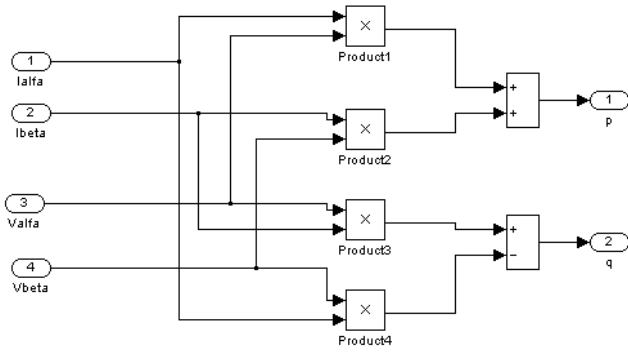 1
Ialfa
2
Ibeta
3
Valfa
4
Vbeta
×
Product1
×
Product2
×
Product3
×
Product4
+
+
1
p
+
−
2
q